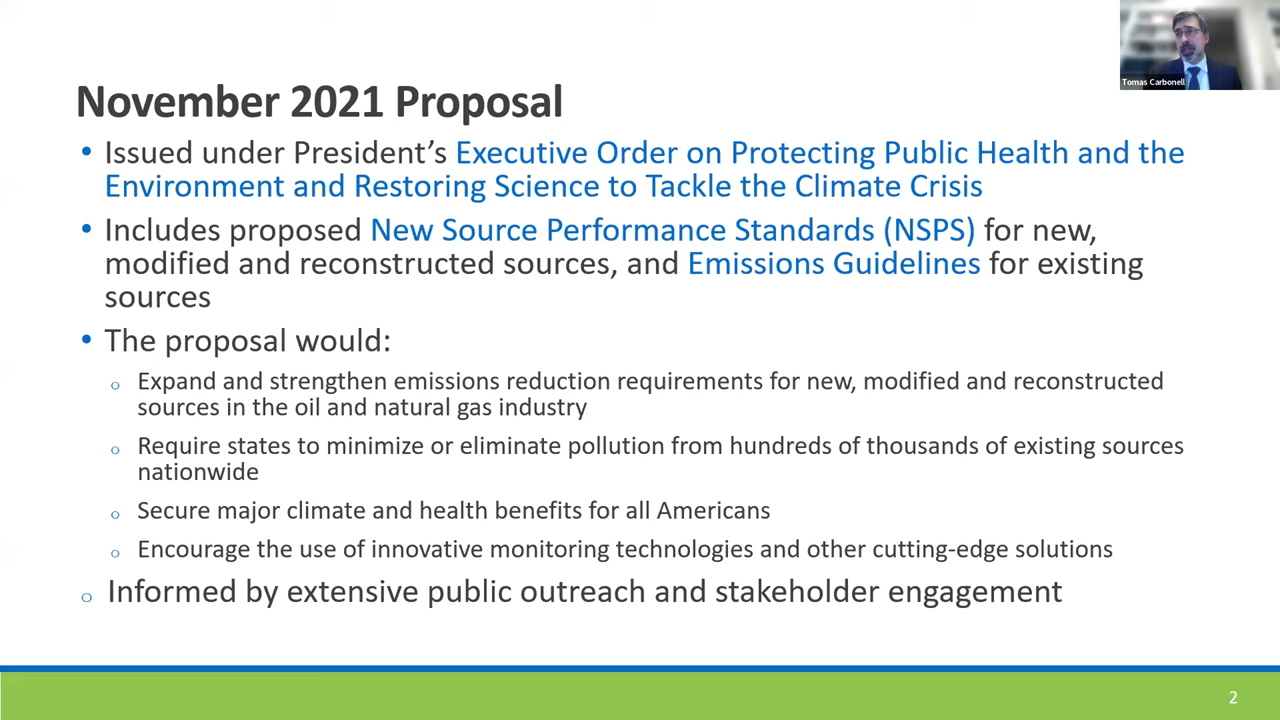 Tomas Carbonell
November 2021 Proposal
• Issued under President’s Executive Order on Protecting Public Health and the
Environment and Restoring Science to Tackle the Climate Crisis
• Includes proposed New Source Performance Standards (NSPS) for new,
modified and reconstructed sources, and Emissions Guidelines for existing
sources
• The proposal would:
o Expand and strengthen emissions reduction requirements for new, modified and reconstructed
sources in the oil and natural gas industry
o Require states to minimize or eliminate pollution from hundreds of thousands of existing sources
nationwide
o Secure major climate and health benefits for all Americans
o Encourage the use of innovative monitoring technologies and other cutting-edge solutions
o Informed by extensive public outreach and stakeholder engagement
2